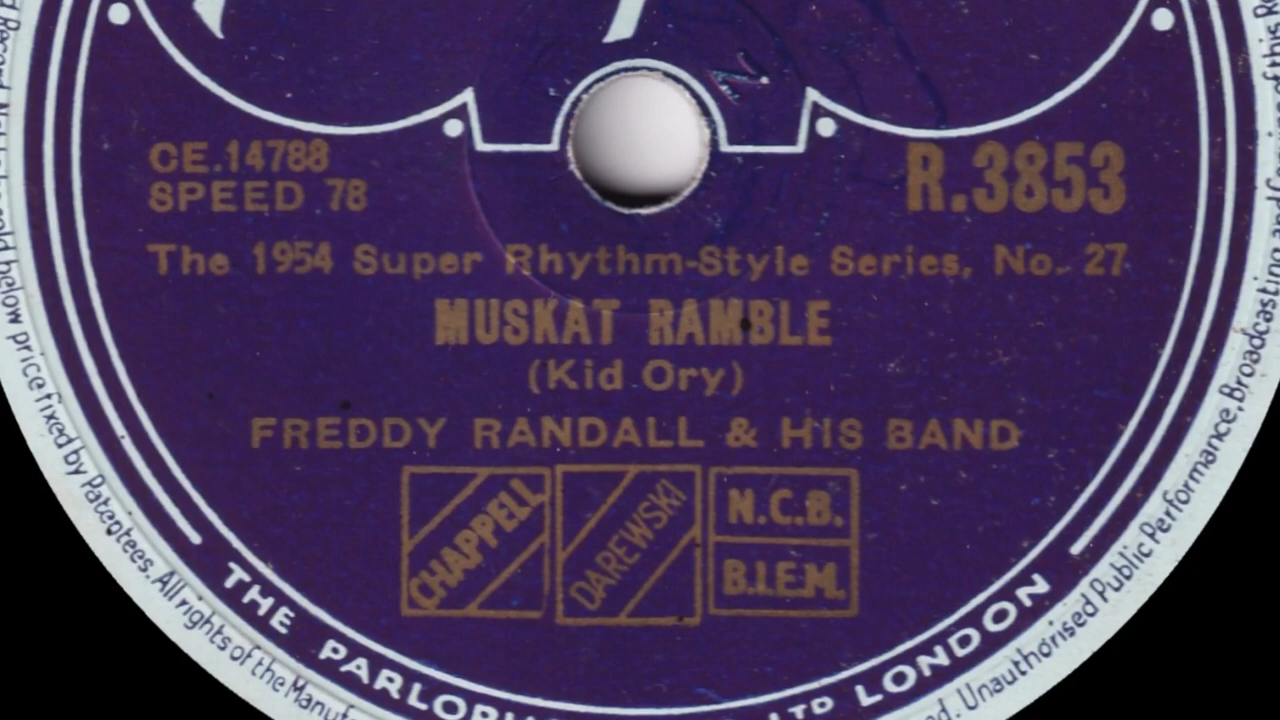 CE.14788
SPEED 78
R.3853
The 1954 Super Rhythm-Style Series, No. 27
MUSKAT RAMBLE
(Kid Ory)
FREDDY RANDALL & HIS BAND
CHAPPELL
DAREWSKI
N.C.B.
B.I.E.M.
THE PARLOPH LTD LONDON
below price fixed by Patentees. All rights of the Manuf
of this Re
Unauthorised Public Performance, Broadcasting and